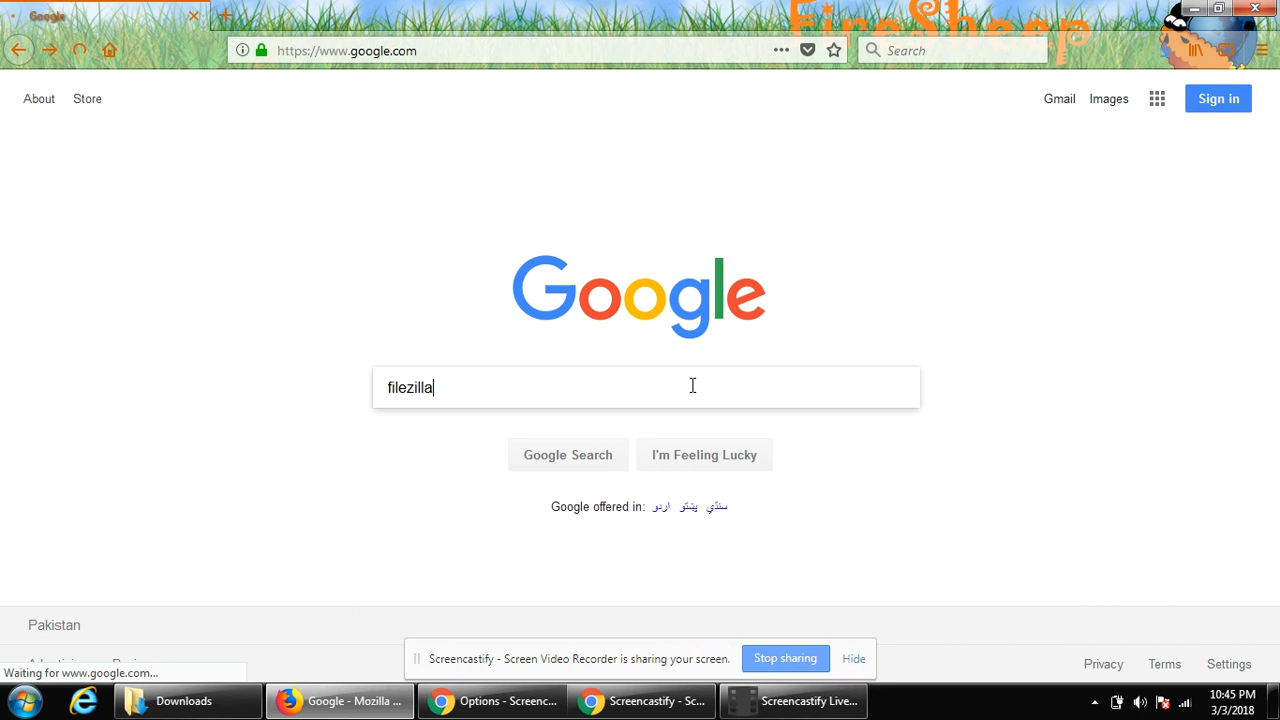 Google
FireSheep
https://www.google.com
Search
About Store
Gmail Images Sign in
Google
filezilla
Google Search I'm Feeling Lucky
Google offered in: اردو پښتو سنڌي
Pakistan
Privacy Terms Settings
Screencastify - Screen Video Recorder is sharing your screen. Stop sharing Hide
Waiting for www.google.com...
Downloads Google - Mozilla ... Options - Screenc... Screencastify - Sc... Screencastify Live...
10:45 PM
3/3/2018